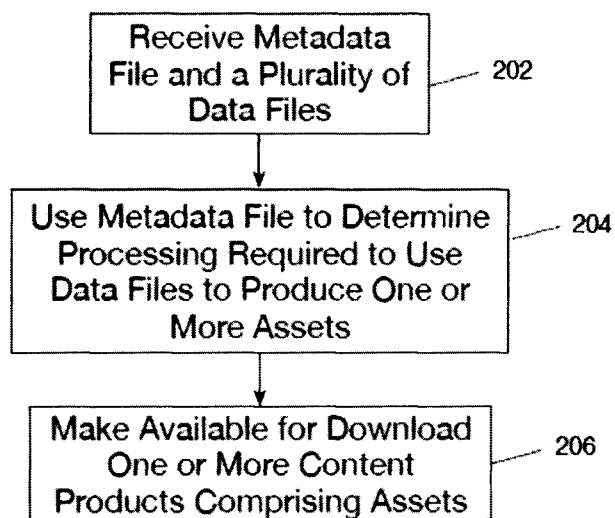 Receive Metadata
File and a Plurality of
Data Files
202
Use Metadata File to Determine
Processing Required to Use
Data Files to Produce One or
More Assets
204
Make Available for Download
One or More Content
Products Comprising Assets
206